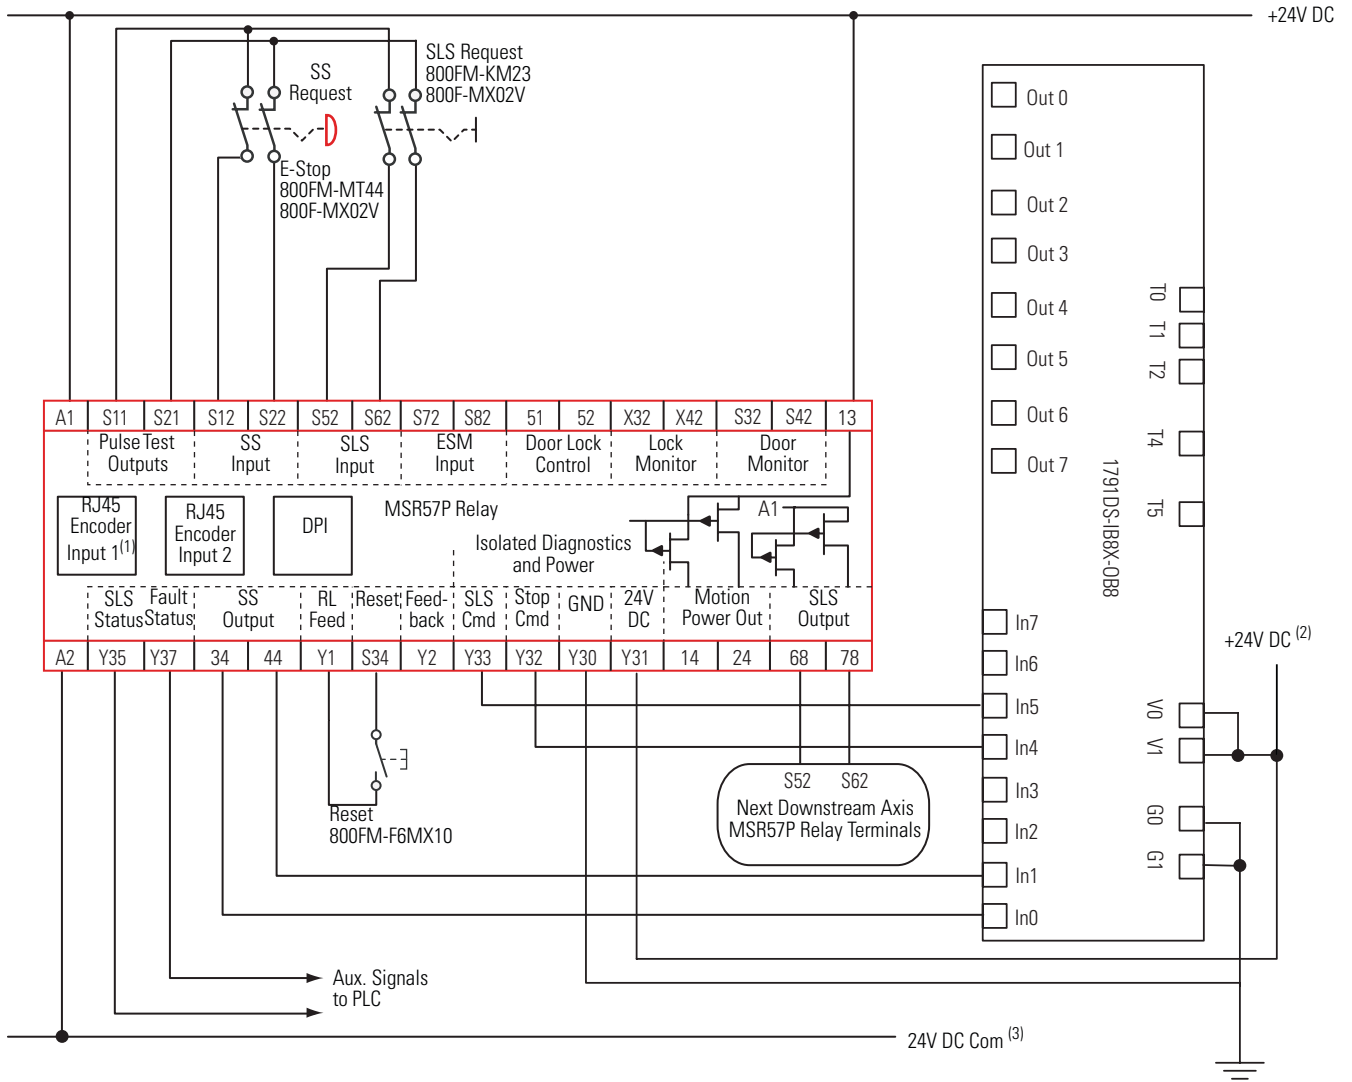 +24V DC
SS
Request
SLS Request
800FM-KM23
800F-MX02V
E-Stop
800FM-MT44
800F-MX02V
A1 S11 S21 S12 S22 S52 S62 S72 S82 51 52 X32 X42 S32 S42 13
Pulse Test
Outputs
SS
Input
SLS
Input
ESM
Input
Door Lock
Control
Lock
Monitor
Door
Monitor
RJ45
Encoder
Input 1(1)
RJ45
Encoder
Input 2
DPI
MSR57P Relay
Isolated Diagnostics
and Power
A1
SLS
Status
Fault
Status
SS
Output
RL
Feed
Reset
Feed-
back
SLS
Cmd
Stop
Cmd
GND
24V
DC
Motion
Power Out
SLS
Output
A2 Y35 Y37 34 44 Y1 S34 Y2 Y33 Y32 Y30 Y31 14 24 68 78
Reset
800FM-F6MX10
S52 S62
Next Downstream Axis
MSR57P Relay Terminals
Aux. Signals
to PLC
24V DC Com (3)
Out 0
Out 1
Out 2
Out 3
Out 4
Out 5
Out 6
Out 7
In7
In6
In5
In4
In3
In2
In1
In0
1791DS-IB8X-OB8
T0
T1
T2
T4
T5
V0
V1
G0
G1
+24V DC (2)